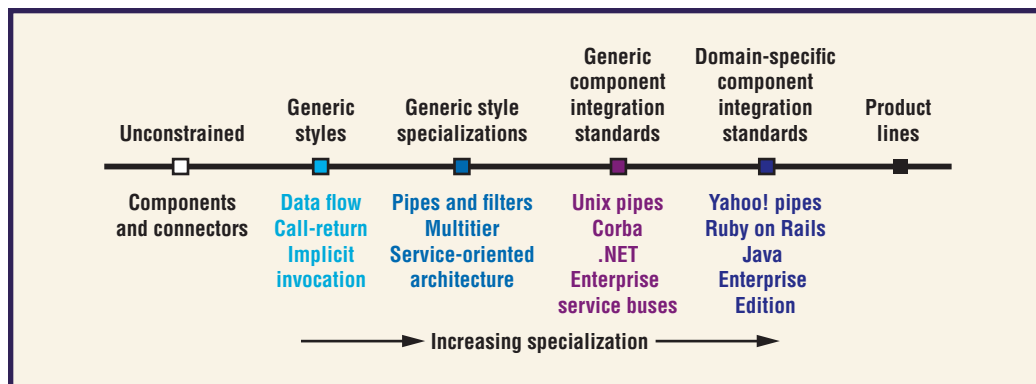 Unconstrained
Generic
styles
Generic style
specializations
Generic
component
integration
standards
Domain-specific
component
integration
standards
Product
lines
Components
and connectors
Data flow
Call-return
Implicit
invocation
Pipes and filters
Multitier
Service-oriented
architecture
Unix pipes
Corba
.NET
Enterprise
service buses
Yahoo! pipes
Ruby on Rails
Java
Enterprise
Edition
Increasing specialization